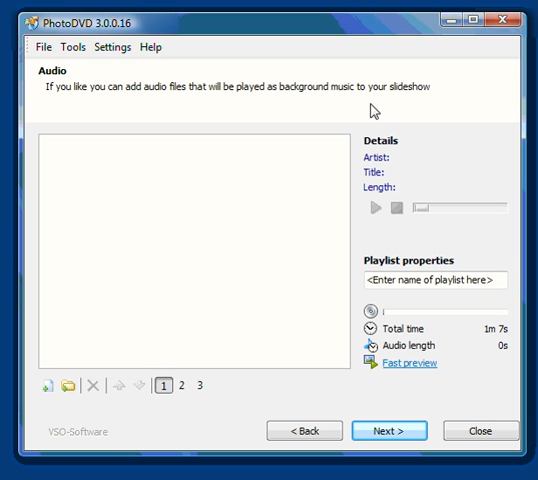 PhotoDVD 3.0.0.16
File Tools Settings Help
Audio
If you like you can add audio files that will be played as background music to your slideshow
Details
Artist:
Title:
Length:
Playlist properties
<Enter name of playlist here>
Total time 1m 7s
Audio length 0s
Fast preview
1 2 3
VSO-Software
< Back Next > Close